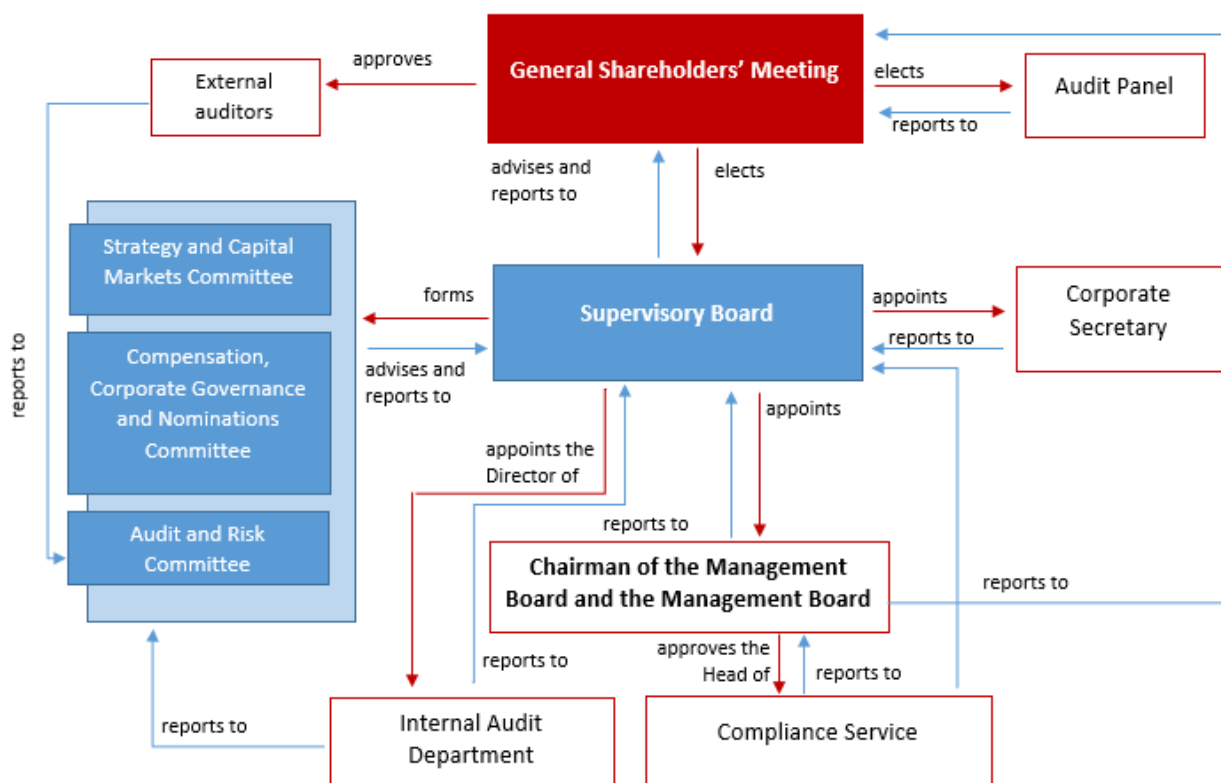 approves
General Shareholders’ Meeting
elects
External
auditors
Audit Panel
reports to
advises and
reports to
elects
Strategy and Capital
Markets Committee
forms
Supervisory Board
appoints
Corporate
Secretary
reports to
reports to
Compensation,
Corporate Governance
and Nominations
Committee
advises and
reports to
appoints
appoints the
Director of
Audit and Risk
Committee
reports to
Chairman of the Management
Board and the Management Board
reports to
reports to
approves the
Head of
reports to
reports to
Internal Audit
Department
Compliance Service